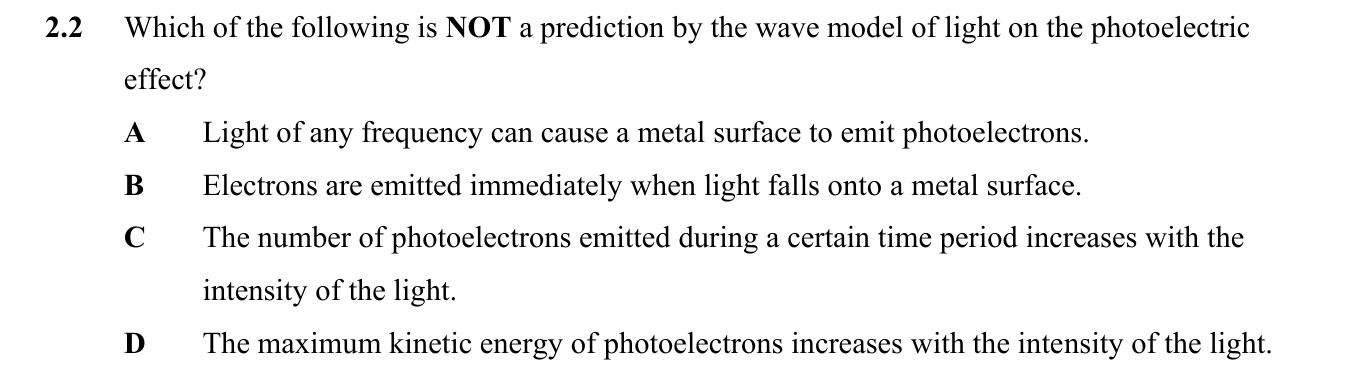 2.2 Which of the following is NOT a prediction by the wave model of light on the photoelectric
effect?
A Light of any frequency can cause a metal surface to emit photoelectrons.
B Electrons are emitted immediately when light falls onto a metal surface.
C The number of photoelectrons emitted during a certain time period increases with the
intensity of the light.
D The maximum kinetic energy of photoelectrons increases with the intensity of the light.